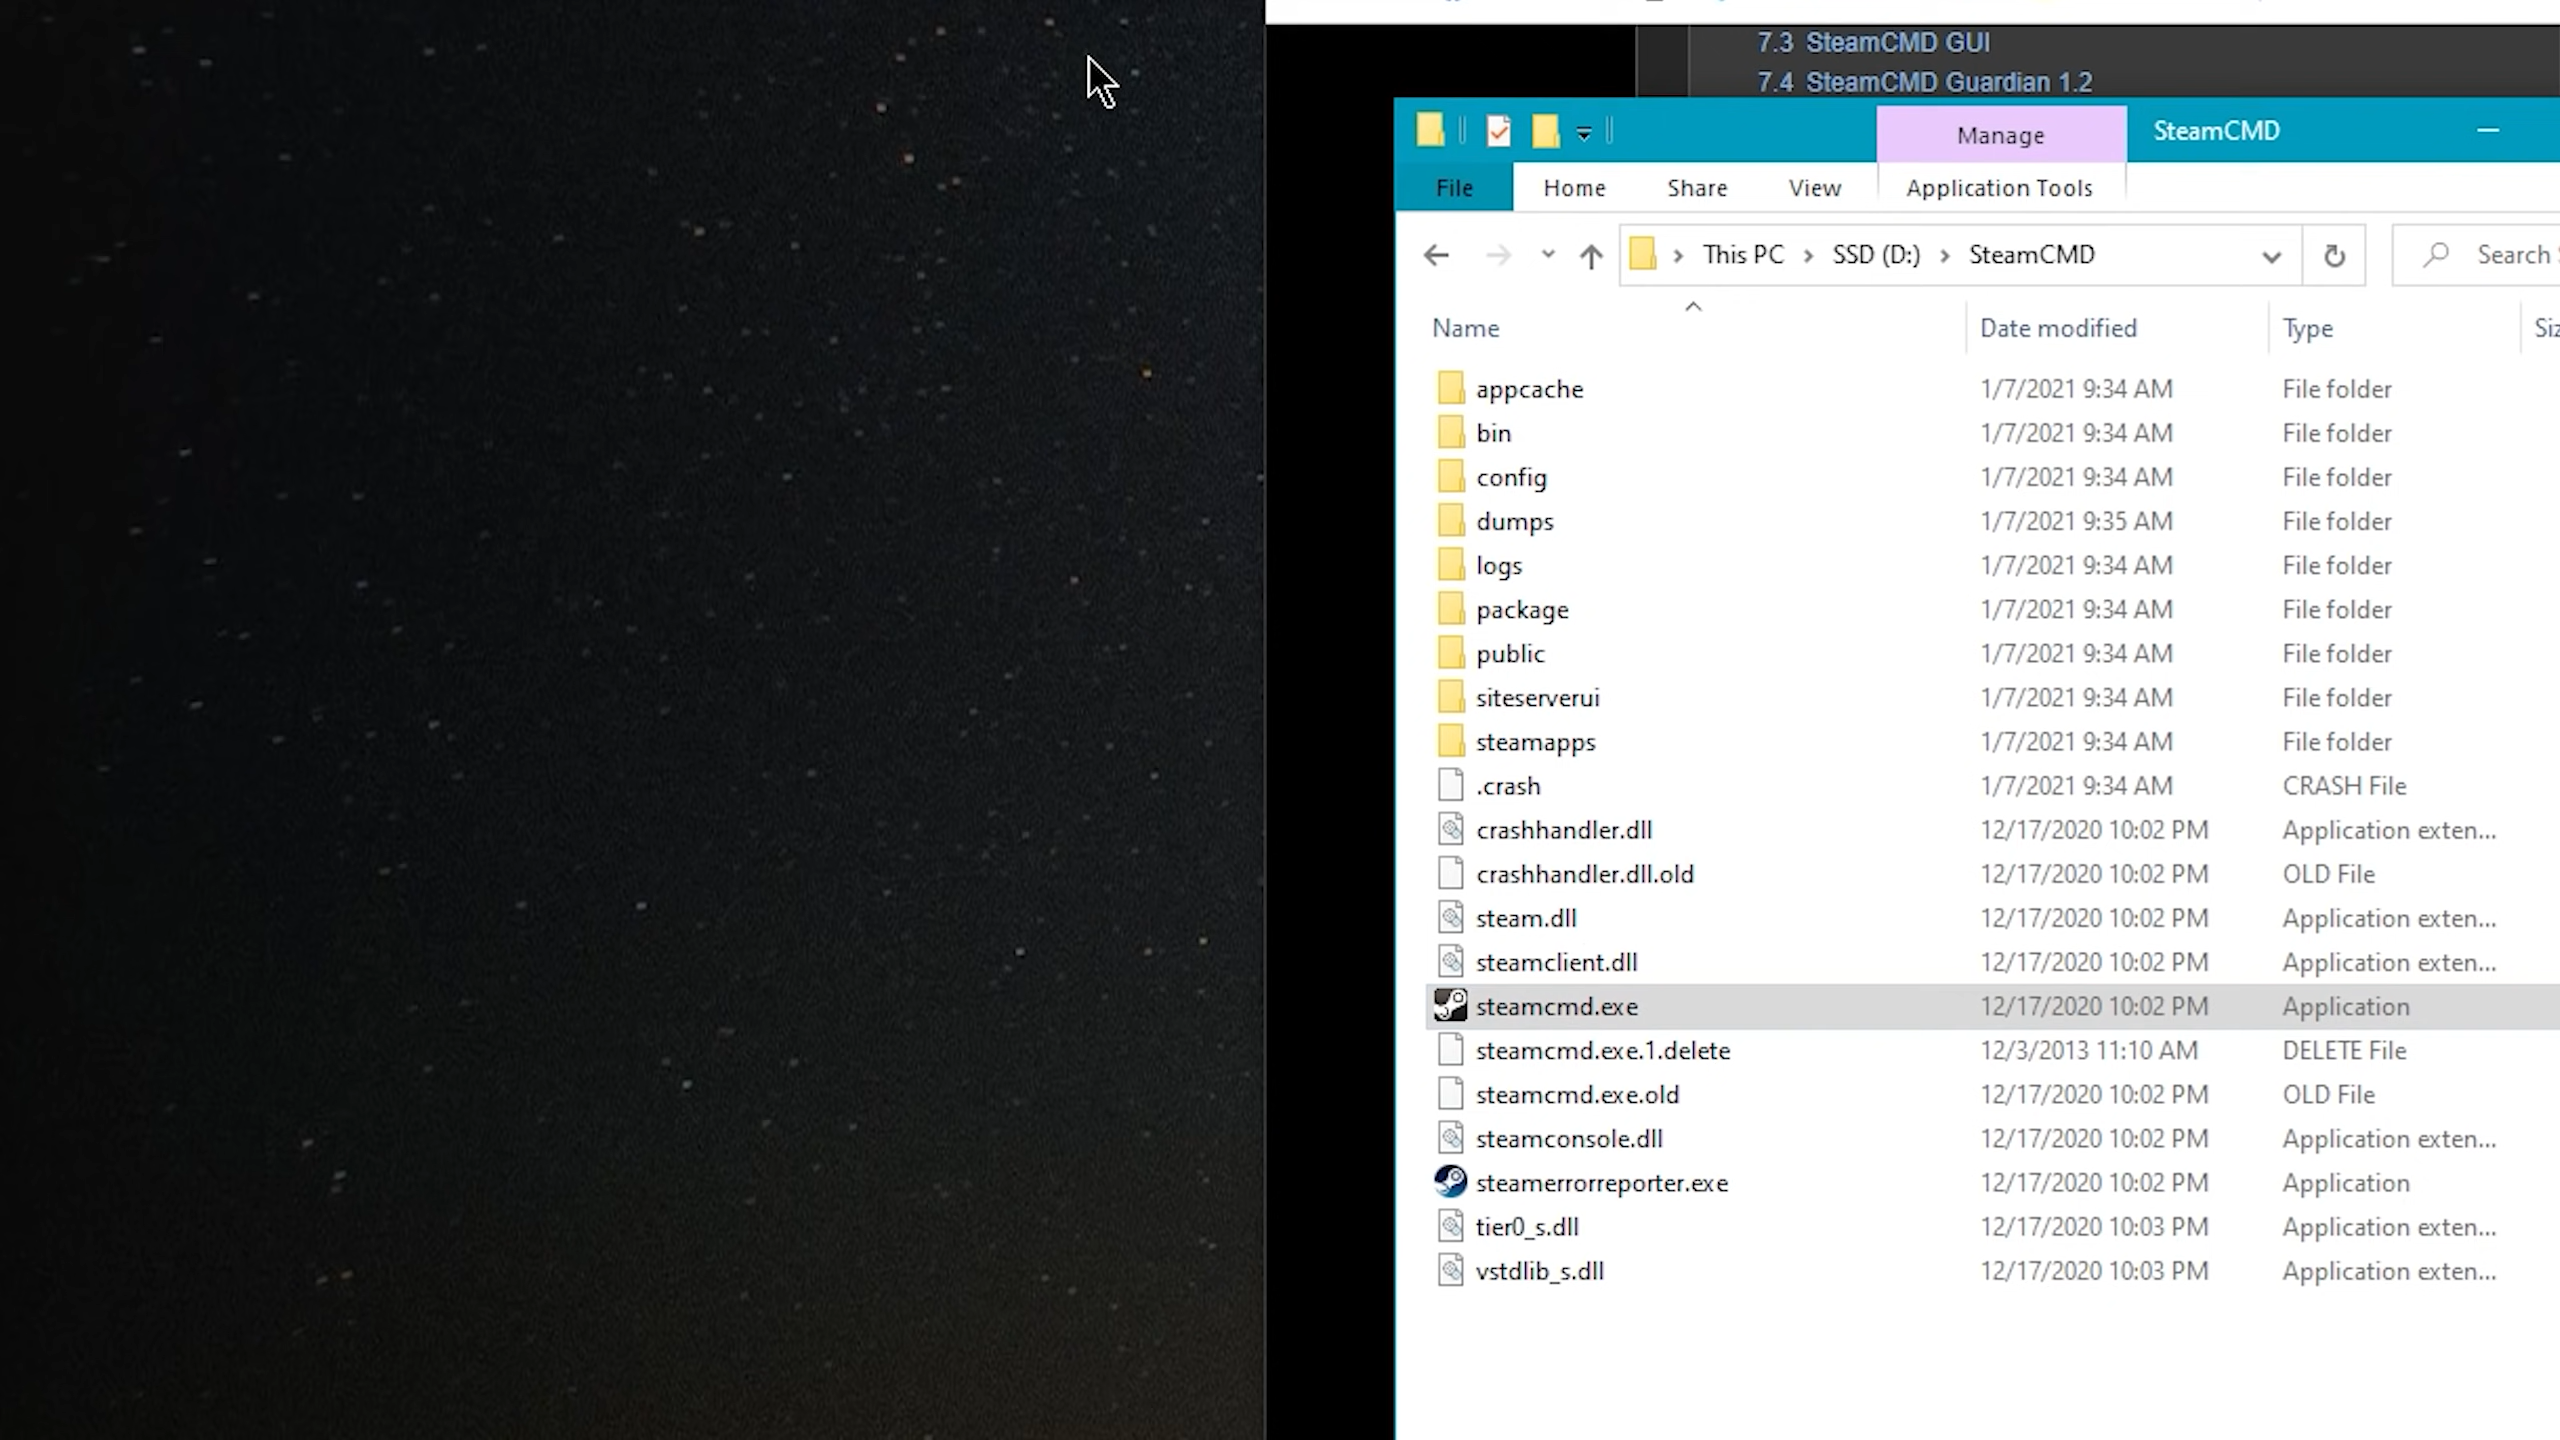 7.3 SteamCMD GUI
7.4 SteamCMD Guardian 1.2
Manage SteamCMD
File Home Share View Application Tools
This PC SSD (D:) SteamCMD Search
Name Date modified Type
appcache 1/7/2021 9:34 AM File folder
bin 1/7/2021 9:34 AM File folder
config 1/7/2021 9:34 AM File folder
dumps 1/7/2021 9:35 AM File folder
logs 1/7/2021 9:34 AM File folder
package 1/7/2021 9:34 AM File folder
public 1/7/2021 9:34 AM File folder
siteserverui 1/7/2021 9:34 AM File folder
steamapps 1/7/2021 9:34 AM File folder
.crash 1/7/2021 9:34 AM CRASH File
crashhandler.dll 12/17/2020 10:02 PM Application exten...
crashhandler.dll.old 12/17/2020 10:02 PM OLD File
steam.dll 12/17/2020 10:02 PM Application exten...
steamclient.dll 12/17/2020 10:02 PM Application exten...
steamcmd.exe 12/17/2020 10:02 PM Application
steamcmd.exe.1.delete 12/3/2013 11:10 AM DELETE File
steamcmd.exe.old 12/17/2020 10:02 PM OLD File
steamconsole.dll 12/17/2020 10:02 PM Application exten...
steamerrorreporter.exe 12/17/2020 10:02 PM Application
tier0_s.dll 12/17/2020 10:03 PM Application exten...
vstdlib_s.dll 12/17/2020 10:03 PM Application exten...